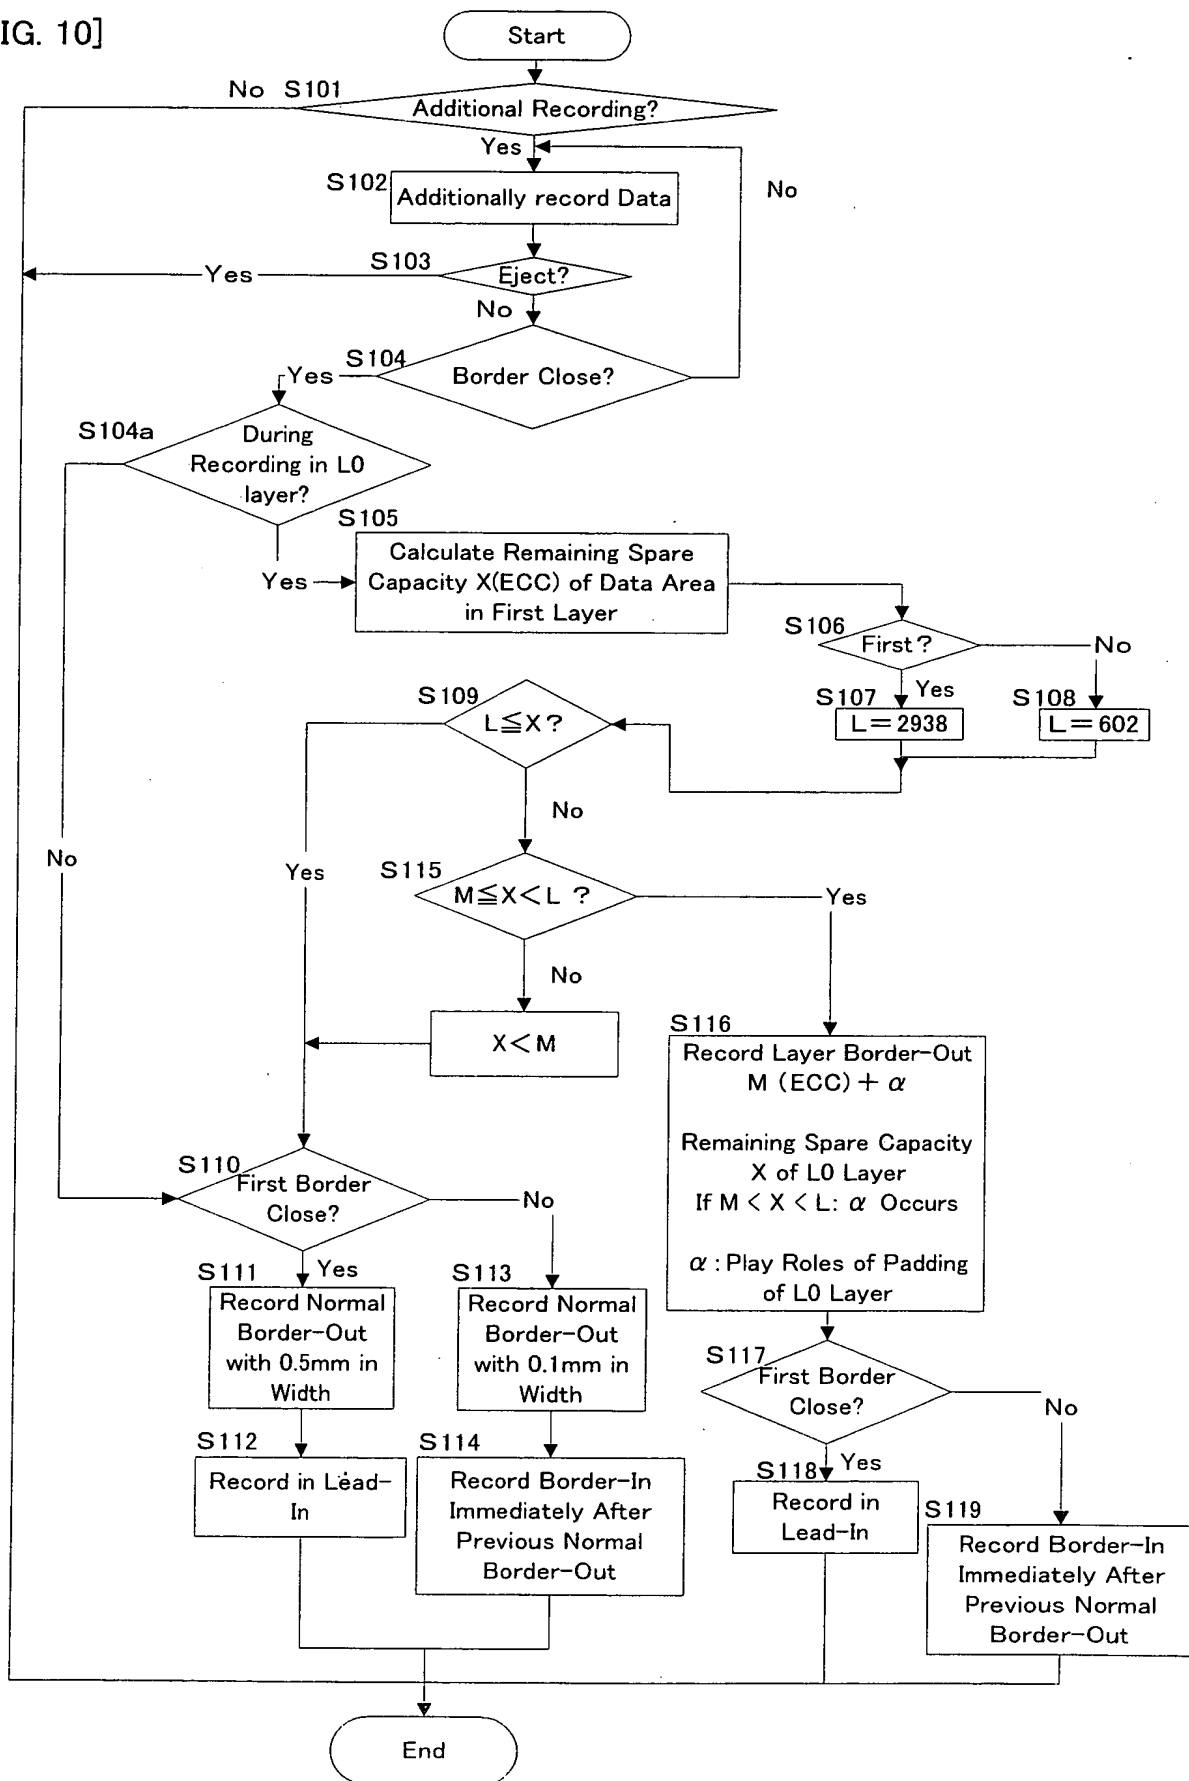 IG. 10]
Start
No S101
Additional Recording?
Yes
No
S102
Additionally record Data
S103
Yes
Eject?
No
S104
Yes
Border Close?
S104a
During
Recording in L0
layer?
S105
Yes
Calculate Remaining Spare
Capacity X(ECC) of Data Area
in First Layer
S106
First?
No
S109
L≦X?
S107
Yes
L=2938
S108
L=602
No
No
Yes
S115
M≦X<L ?
Yes
No
X<M
S116
Record Layer Border-Out
M (ECC) + α
Remaining Spare Capacity
X of L0 Layer
If M < X < L: α Occurs
α : Play Roles of Padding
of L0 Layer
S110
First Border
Close?
No
S111
Yes
Record Normal
Border-Out
with 0.5mm in
Width
S113
Record Normal
Border-Out
with 0.1mm in
Width
S117
First Border
Close?
No
S112
Record in Lead-
In
S114
Record Border-In
Immediately After
Previous Normal
Border-Out
S118
Yes
Record in
Lead-In
S119
Record Border-In
Immediately After
Previous Normal
Border-Out
End